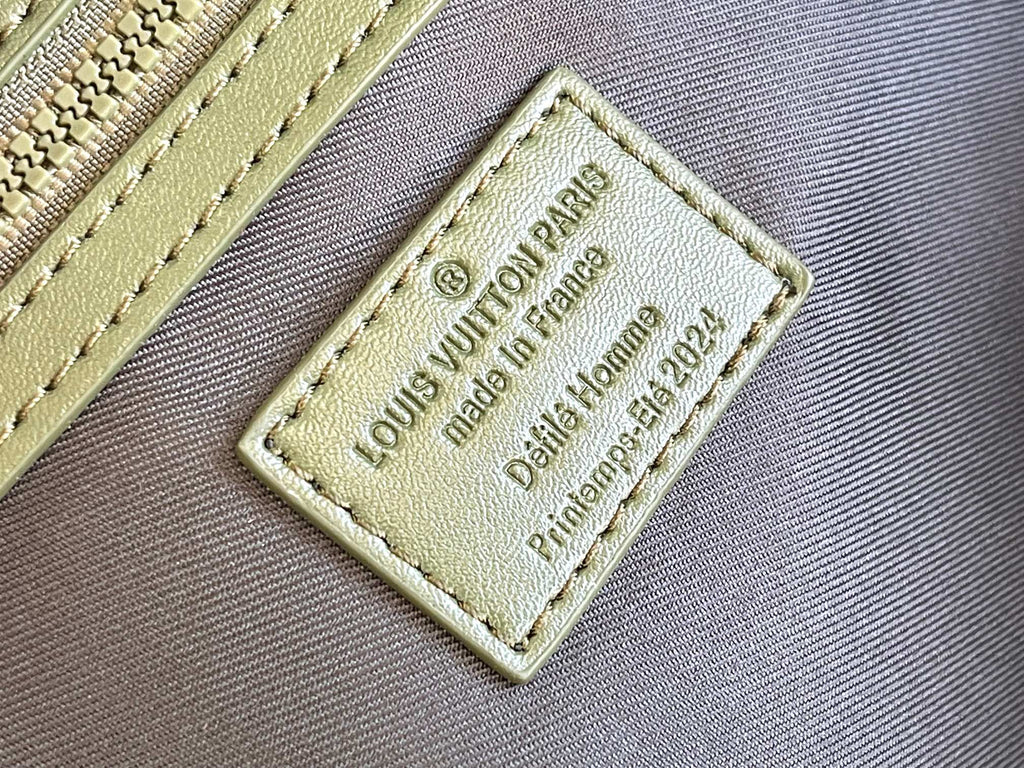 ®
LOUIS VUITTON PARIS
made In France
Défilé Homme
Printemps-Eté 2024